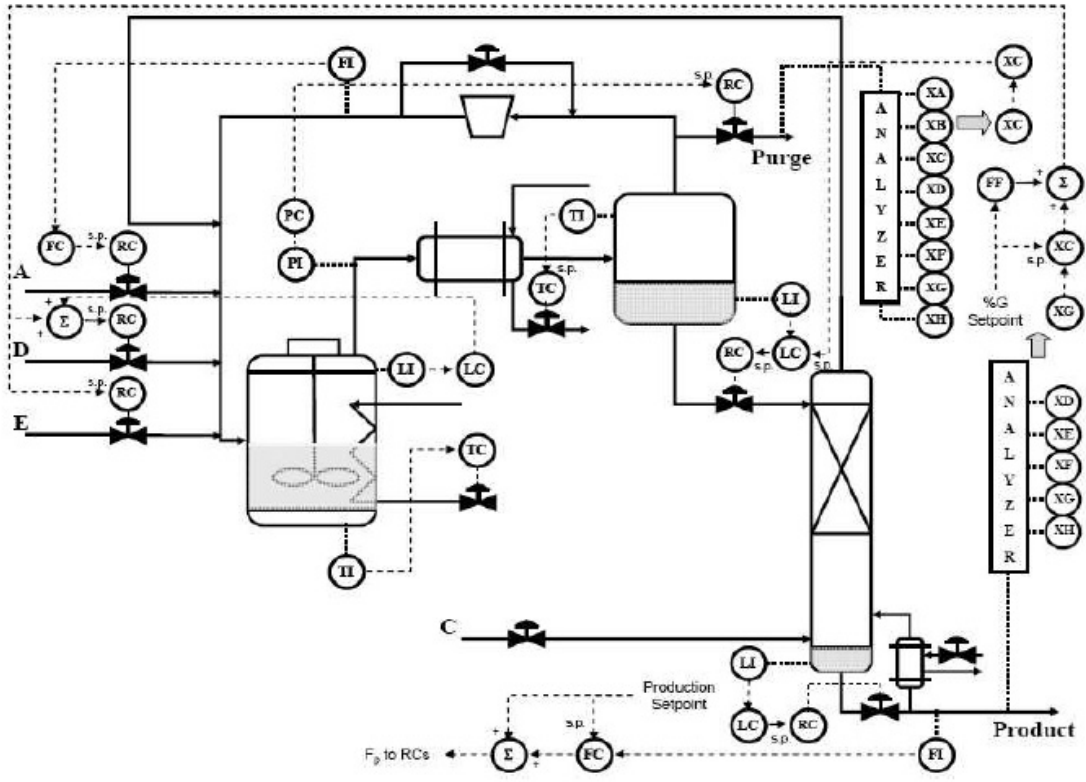 FI
s.p.
RC
XC
XA
XB
XC
XC
XD
XE
XF
XG
XH
ANALYZER
Purge
FF
+
Σ
+
XC
s.p.
XG
%G
Setpoint
PC
PI
TI
s.p.
TC
FC
s.p.
RC
A
+
Σ
+
s.p.
RC
D
s.p.
RC
E
LI
LC
LI
LC
s.p.
RC
s.p.
TC
TI
ANALYZER
XD
XE
XF
XG
XH
C
LI
LC
s.p.
RC
Production
Setpoint
s.p.
Product
Fp to RCs
+
Σ
+
FC
FI